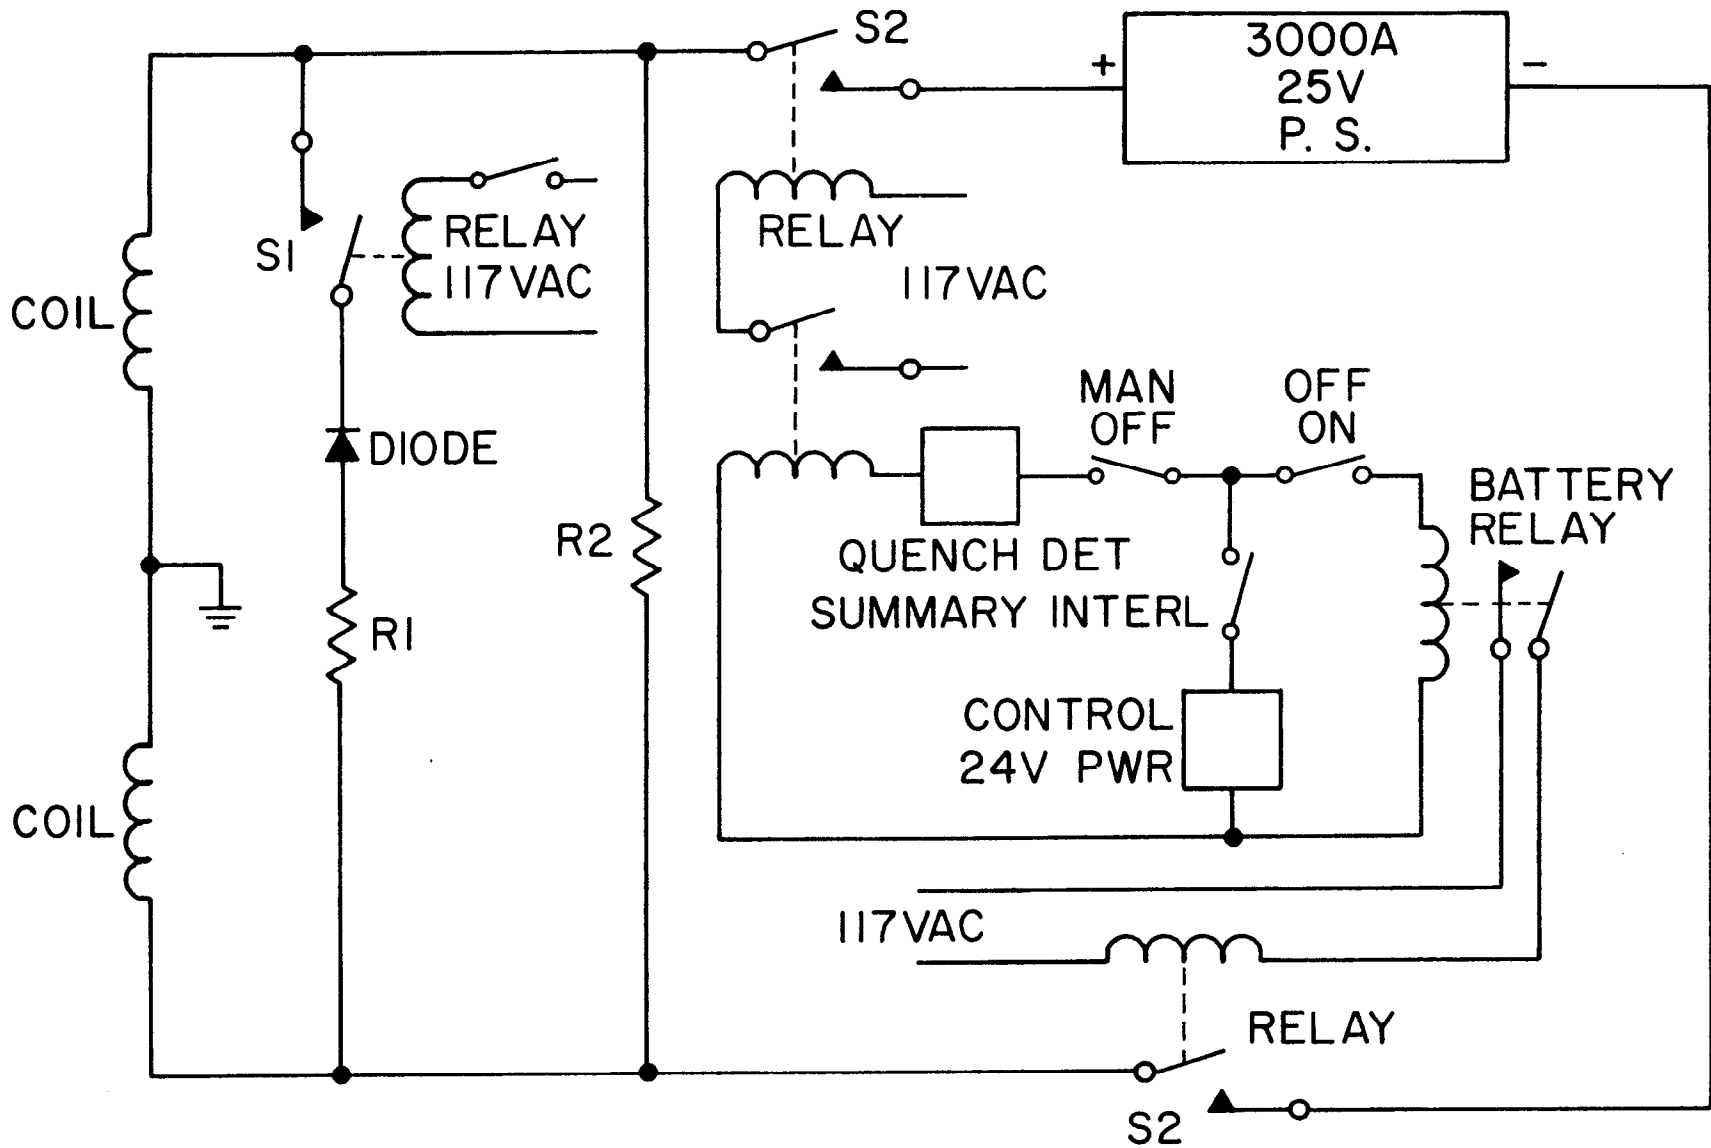 S2
+
3000A
25V
P. S.
-
S1
RELAY
117VAC
RELAY
117VAC
COIL
MAN
OFF
OFF
ON
DIODE
BATTERY
RELAY
R2
QUENCH DET
SUMMARY INTERL
R1
CONTROL
24V PWR
COIL
117VAC
RELAY
S2